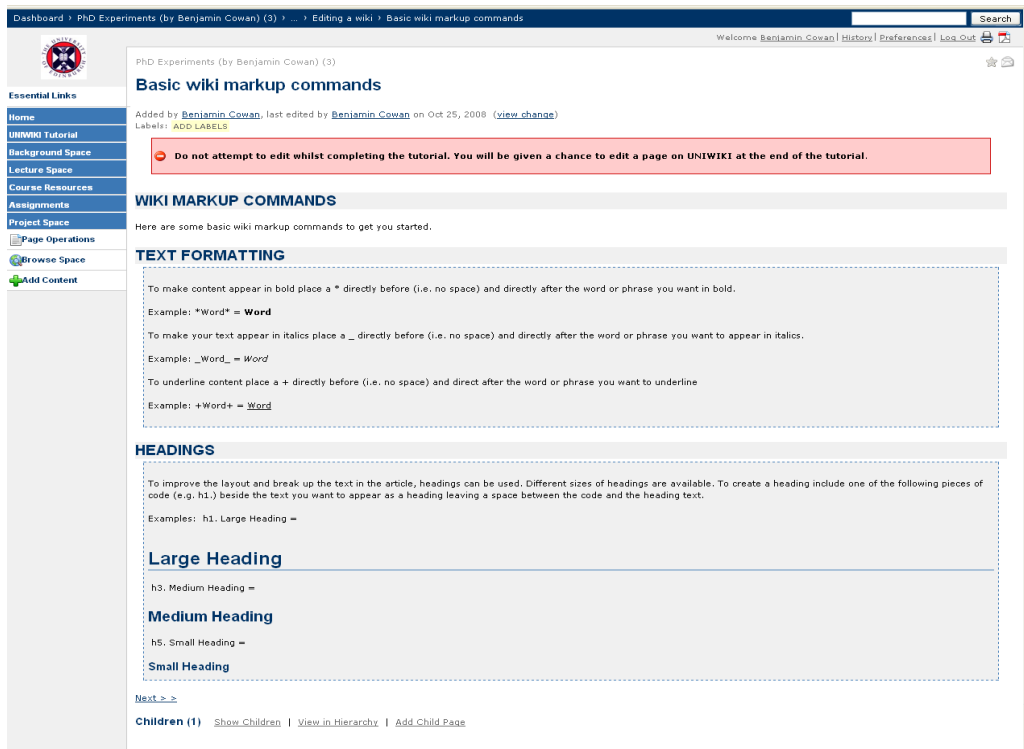 Dashboard > PhD Experiments (by Benjamin Cowan) (3) > ... > Editing a wiki > Basic wiki markup commands
Search
Welcome Benjamin Cowan | History | Preferences | Log Out
THE UNIVERSITY OF EDINBURGH
PhD Experiments (by Benjamin Cowan) (3)
Basic wiki markup commands
Essential Links
Home
UNIWIKI Tutorial
Background Space
Lecture Space
Course Resources
Assignments
Project Space
Page Operations
Browse Space
Add Content
Added by Benjamin Cowan, last edited by Benjamin Cowan on Oct 25, 2008 (view change)
Labels: ADD LABELS
Do not attempt to edit whilst completing the tutorial. You will be given a chance to edit a page on UNIWIKI at the end of the tutorial.
WIKI MARKUP COMMANDS
Here are some basic wiki markup commands to get you started.
TEXT FORMATTING
To make content appear in bold place a * directly before (i.e. no space) and directly after the word or phrase you want in bold.
Example: *Word* = Word
To make your text appear in italics place a _ directly before (i.e. no space) and directly after the word or phrase you want to appear in italics.
Example: _Word_ = Word
To underline content place a + directly before (i.e. no space) and direct after the word or phrase you want to underline
Example: +Word+ = Word
HEADINGS
To improve the layout and break up the text in the article, headings can be used. Different sizes of headings are available. To create a heading include one of the following pieces of
code (e.g. h1.) beside the text you want to appear as a heading leaving a space between the code and the heading text.
Examples: h1. Large Heading =
Large Heading
h3. Medium Heading =
Medium Heading
h5. Small Heading =
Small Heading
Next > >
Children (1) Show Children | View in Hierarchy | Add Child Page